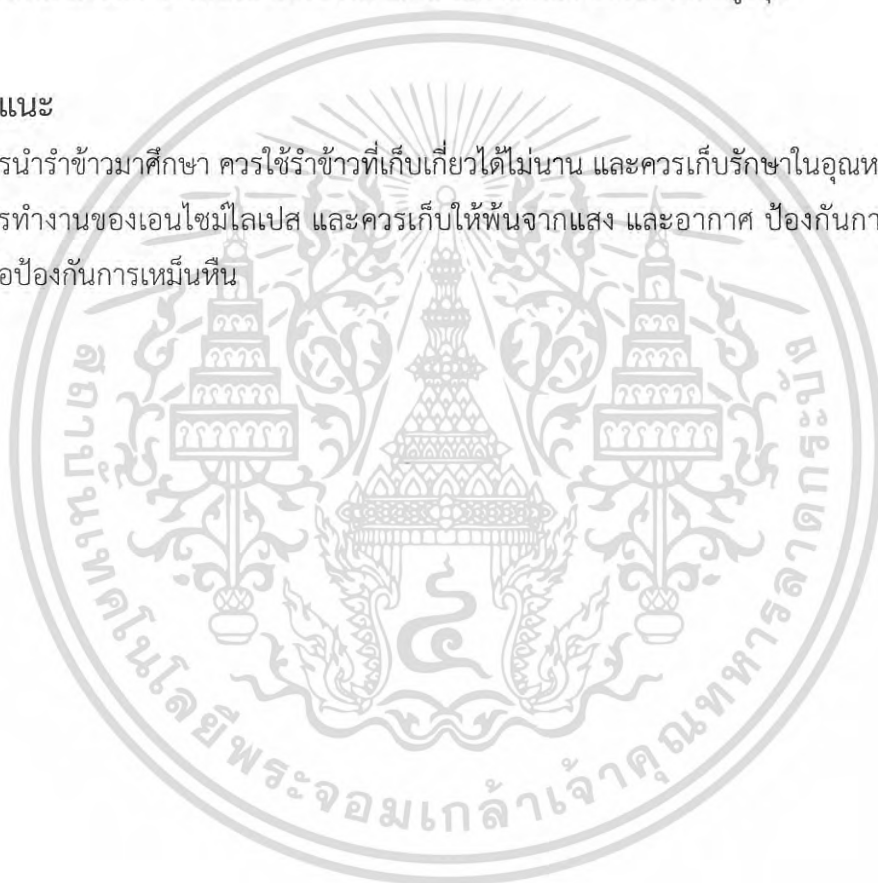 แนะ
รนำรำข้าวมาศึกษา ควรใช้รำข้าวที่เก็บเกี่ยวได้ไม่นาน และควรเก็บรักษาในอุณห
รทำงานของเอนไซม์ไลเปส และควรเก็บให้พ้นจากแสง และอากาศ ป้องกันกา
อป้องกันการเหม็นหืน
สถาบันเทคโนโลยีพระจอมเกล้าเจ้าคุณทหารลาดกระบัง